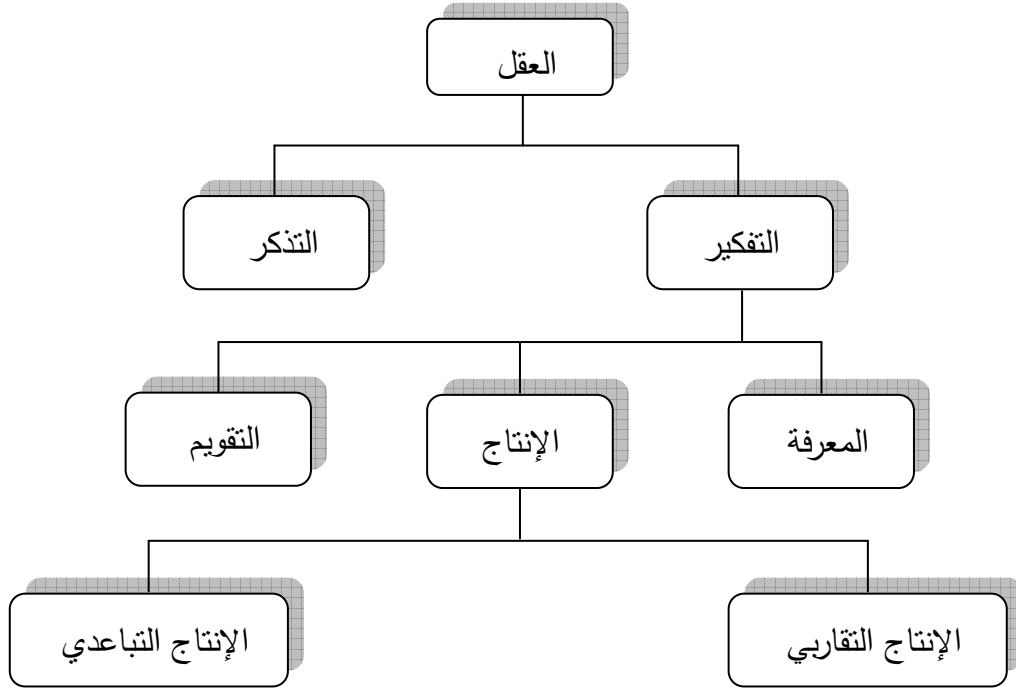 العقل
التفكير
التذكر
المعرفة
الإنتاج
التقويم
الإنتاج التقاربي
الإنتاج التباعدي